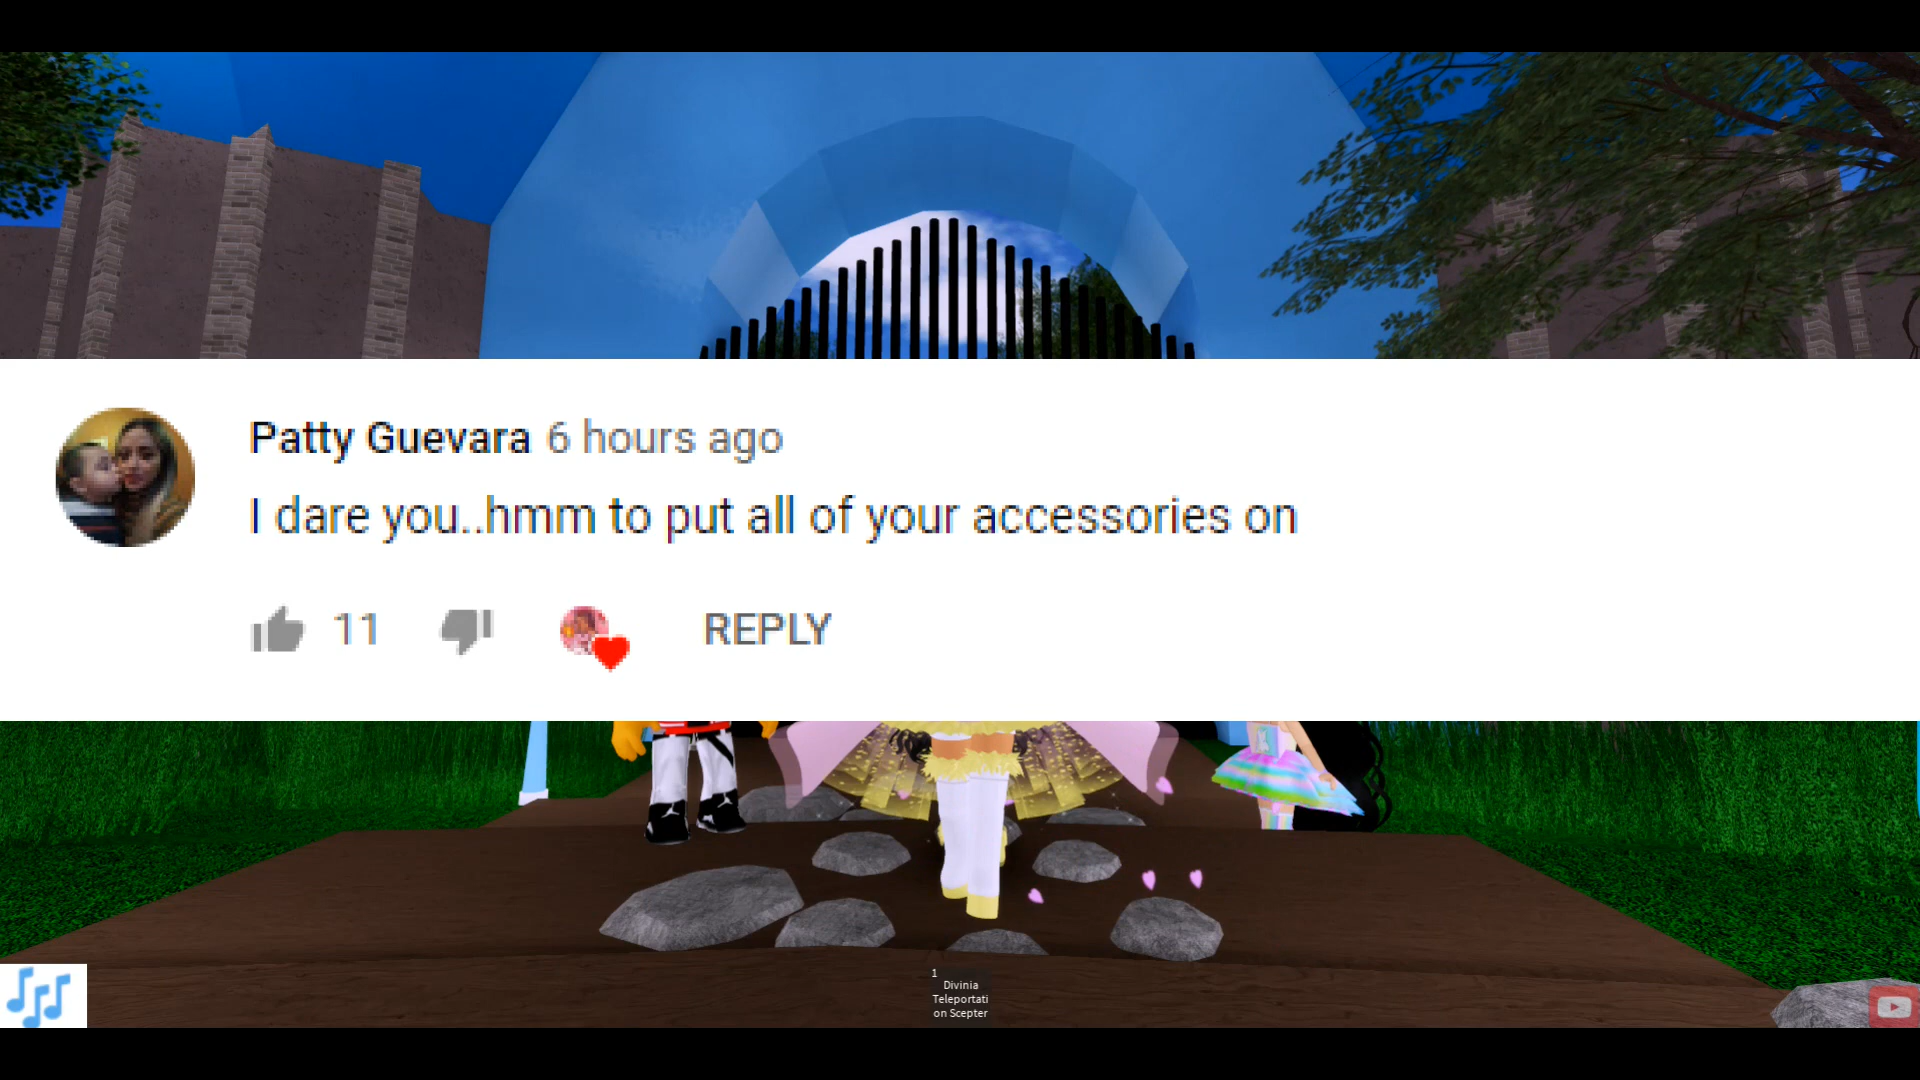 Patty Guevara 6 hours ago
I dare you..hmm to put all of your accessories on
11 REPLY
1
Divinia
Teleportati
on Scepter